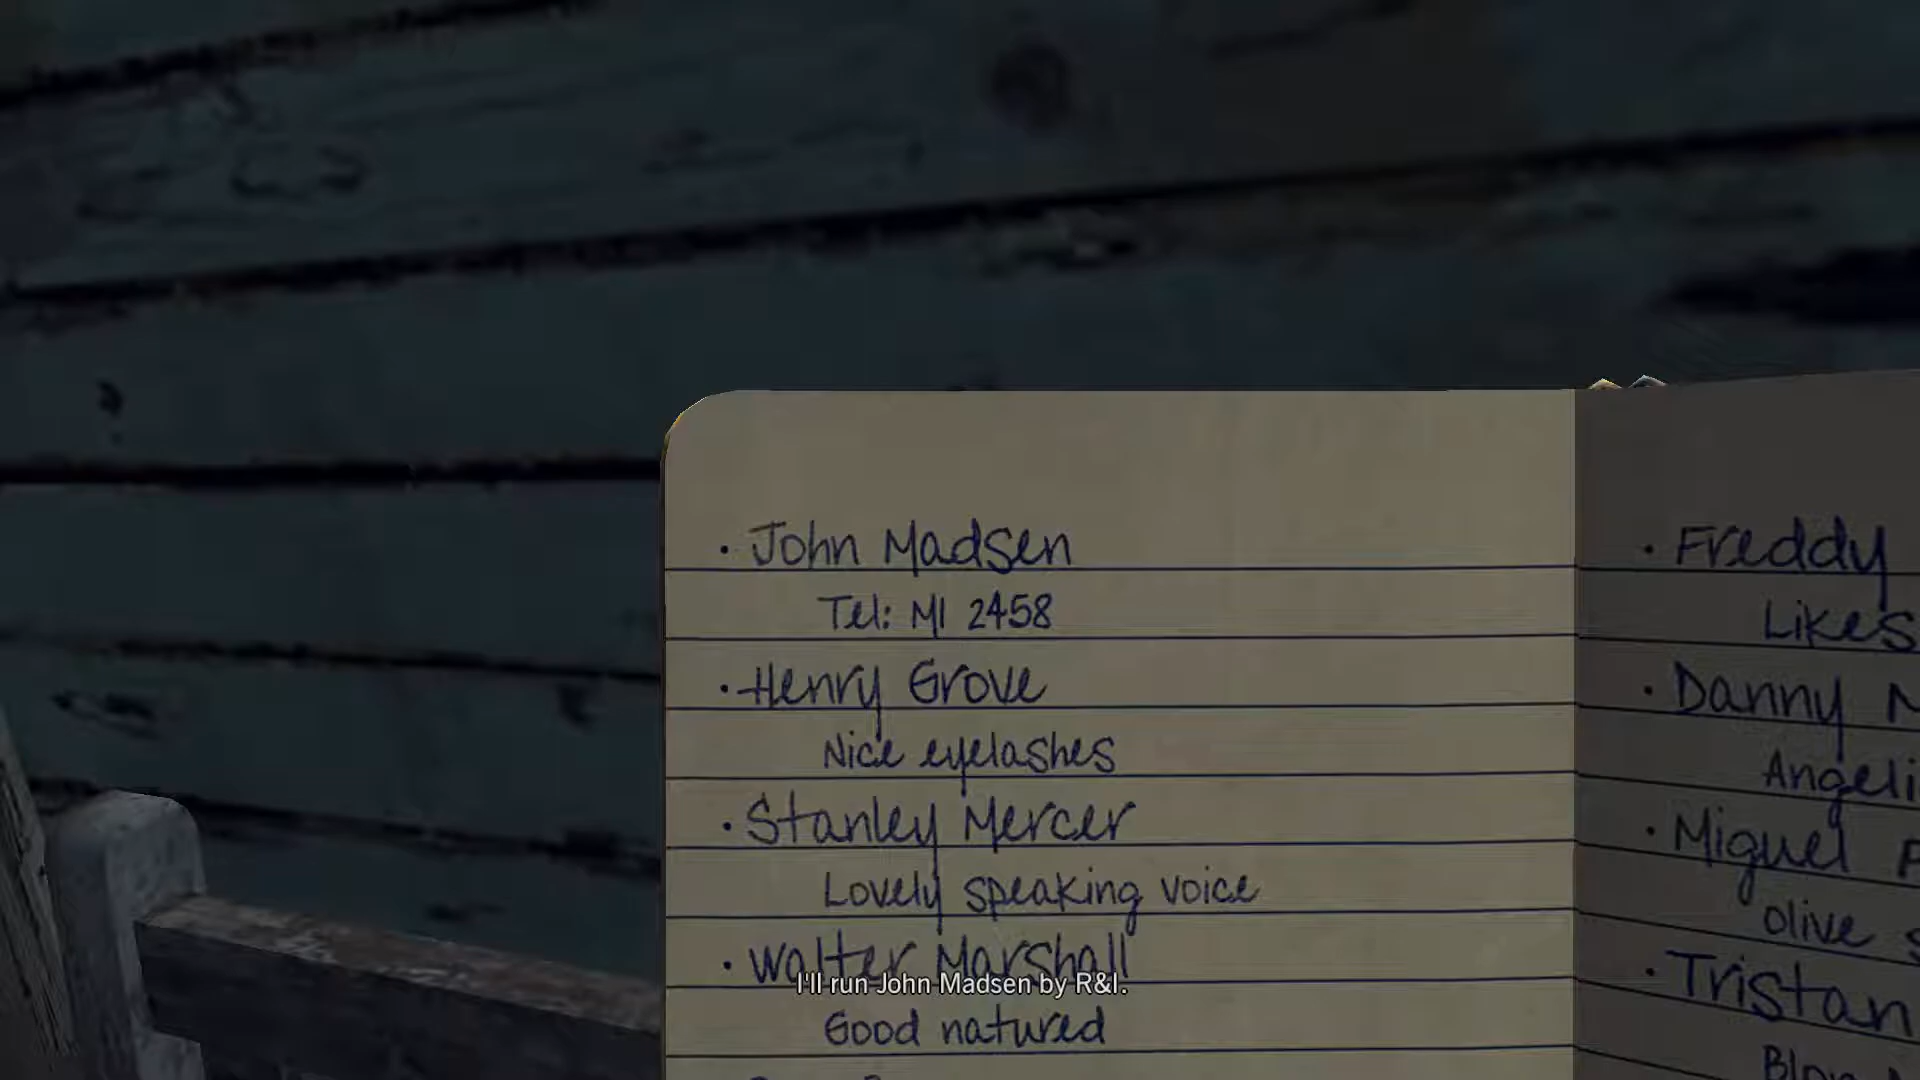 · John Madsen
Tel: MI 2458
· Henry Grove
Nice eyelashes
· Stanley Mercer
Lovely speaking voice
· Walter Marshall
Good natured
· Freddy
Likes
· Danny
· Miguel
Olive
· Tristan
I'll run John Madsen by R&I.